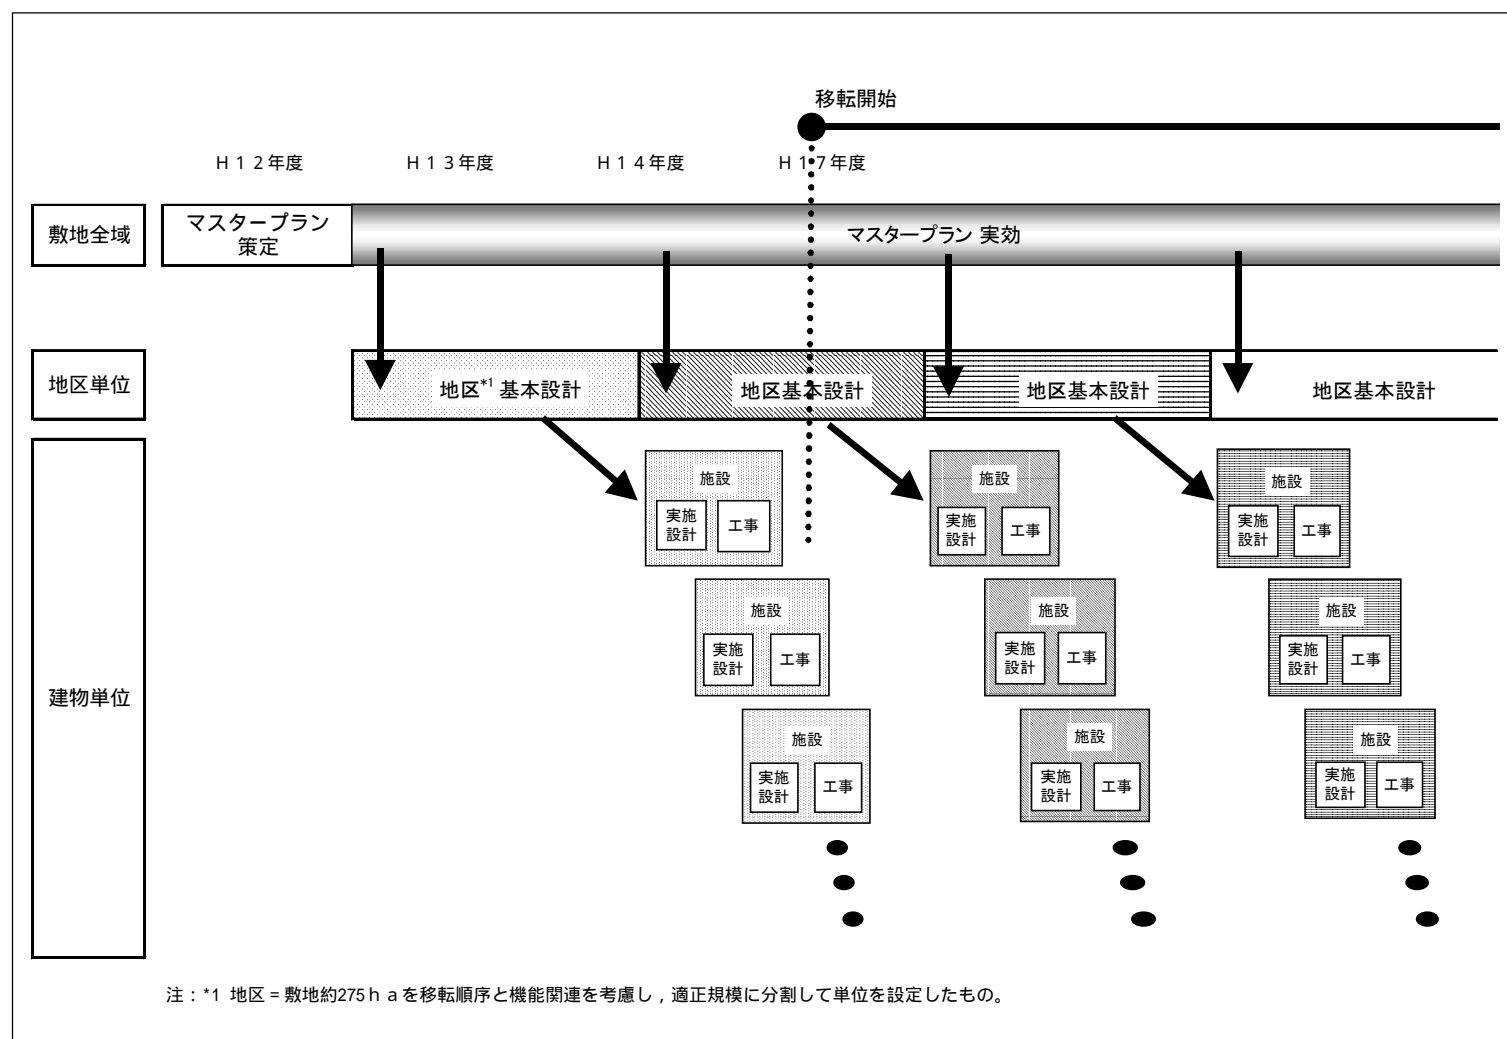 移転開始
Ｈ１２年度
Ｈ１３年度
Ｈ１４年度
Ｈ１７年度
敷地全域
マスタープラン
策定
マスタープラン 実効
地区単位
地区*1 基本設計
地区基本設計
地区基本設計
地区基本設計
建物単位
施設
実施
設計
工事
施設
実施
設計
工事
施設
実施
設計
工事
施設
実施
設計
工事
施設
実施
設計
工事
施設
実施
設計
工事
施設
実施
設計
工事
施設
実施
設計
工事
施設
実施
設計
工事
注：*1 地区＝敷地約275ｈａを移転順序と機能関連を考慮し，適正規模に分割して単位を設定したもの。